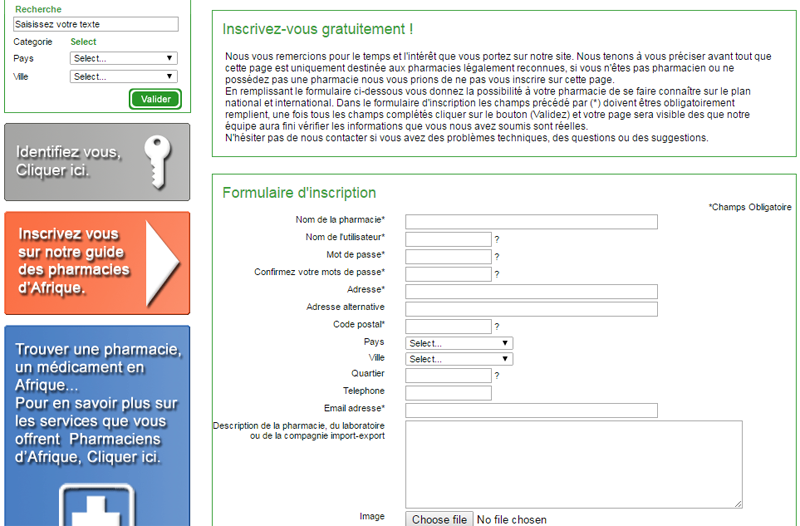 Recherche
Saisissez votre texte
Categorie Select
Pays Select...
Ville Select...
Valider
Identifiez vous,
Cliquer ici.
Inscrivez vous
sur notre guide
des pharmacies
d'Afrique.
Trouver une pharmacie,
un médicament en
Afrique...
Pour en savoir plus sur
les services que vous
offrent Pharmaciens
d'Afrique, Cliquer ici.
Inscrivez-vous gratuitement !
Nous vous remercions pour le temps et l'intérêt que vous portez sur notre site. Nous tenons à vous préciser avant tout que
cette page est uniquement destinée aux pharmacies légalement reconnues, si vous n'êtes pas pharmacien ou ne
possédez pas une pharmacie nous vous prions de ne pas vous inscrire sur cette page.
En remplissant le formulaire ci-dessous vous donnez la possibilité à votre pharmacie de se faire connaître sur le plan
national et international. Dans le formulaire d'inscription les champs précédé par (*) doivent êtres obligatoirement
remplient, une fois tous les champs complétés cliquer sur le bouton (Validez) et votre page sera visible des que notre
équipe aura fini vérifier les informations que vous nous avez soumis sont réelles.
N'hésiter pas de nous contacter si vous avez des problèmes techniques, des questions ou des suggestions.
Formulaire d'inscription
*Champs Obligatoire
Nom de la pharmacie*
Nom de l'utilisateur* ?
Mot de passe* ?
Confirmez votre mots de passe* ?
Adresse*
Adresse alternative
Code postal* ?
Pays Select...
Ville Select...
Quartier ?
Telephone
Email adresse*
Description de la pharmacie, du laboratoire
ou de la compagnie import-export
Image Choose file No file chosen